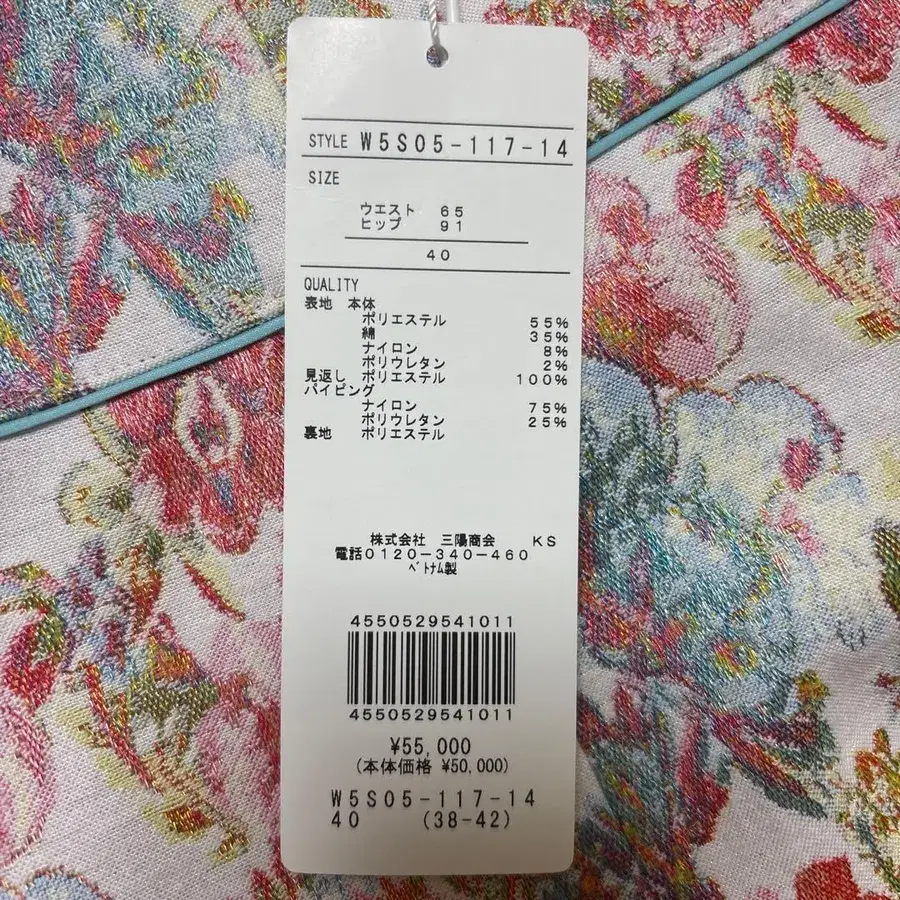 STYLE W5S05-117-14
SIZE
ウエスト 65
ヒップ 91
40
QUALITY
表地 本体
ポリエステル 55%
綿 35%
ナイロン 8%
ポリウレタン 2%
見返し ポリエステル 100%
パイピング
ナイロン 75%
ポリウレタン 25%
裏地 ポリエステル
株式会社 三陽商会 KS
電話0120-340-460
ベトナム製
4550529541011
4550529541011
¥55,000
(本体価格 ¥50,000)
W5S05-117-14
40 (38-42)